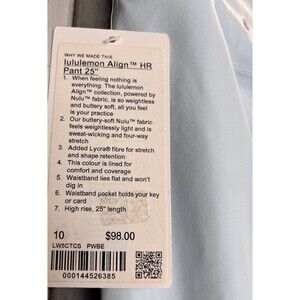 WHY WE MADE THIS
lululemon Align™ HR
Pant 25"
1. When feeling nothing is
everything. The lululemon
Align™ collection, powered by
Nulu™ fabric, is so weightless
and buttery soft, all you feel
is your practice
2. Our buttery-soft Nulu™ fabric
feels weightlessly light and is
sweat-wicking and four-way
stretch
3. Added Lycra® fibre for stretch
and shape retention
4. This colour is lined for
comfort and coverage
5. Waistband lies flat and won't
dig in
6. Waistband pocket holds your key
or card
7. High rise, 25" length
10 $98.00
LW5CTCS PWBE
000144526385